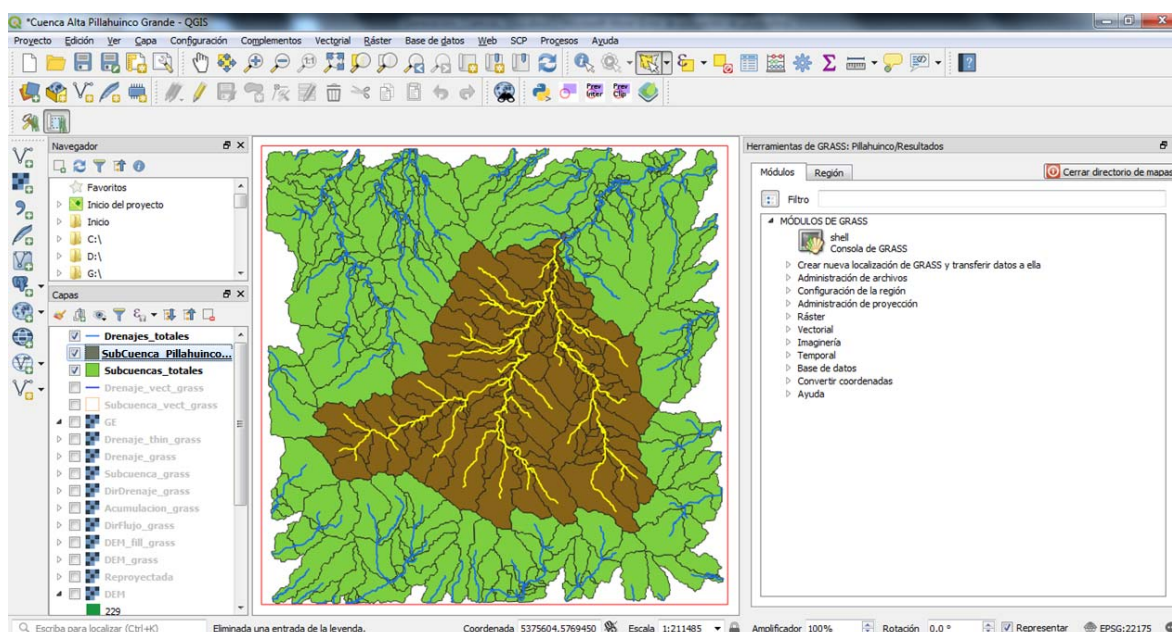 *Cuenca Alta Pillahuinco Grande - QGIS
Proyecto Edición Ver Capa Configuración Complementos Vectorial Ráster Base de datos Web SCP Procesos Ayuda
Prev Inter Prev Clip
Navegador
Favoritos
Inicio del proyecto
Inicio
C:\
D:\
G:\
Capas
Drenajes_totales
SubCuenca_Pillahuinco...
Subcuencas_totales
Drenaje_vect_grass
Subcuenca_vect_grass
GE
Drenaje_thin_grass
Drenaje_grass
Subcuenca_grass
DirDrenaje_grass
Acumulacion_grass
DirFlujo_grass
DEM_fill_grass
DEM_grass
Reproyectada
DEM
229
Herramientas de GRASS: Pillahuinco/Resultados
Módulos Región Cerrar directorio de mapas
Filtro
MÓDULOS DE GRASS
shell
Consola de GRASS
Crear nueva localización de GRASS y transferir datos a ella
Administración de archivos
Configuración de la región
Administración de proyección
Ráster
Vectorial
Imaginería
Temporal
Base de datos
Convertir coordenadas
Ayuda
Escriba para localizar (Ctrl+K) Eliminada una entrada de la leyenda. Coordenada 5375604.5769450 Escala 1:211485 Amplificador 100% Rotación 0.0 ° Representar EPSG:22175